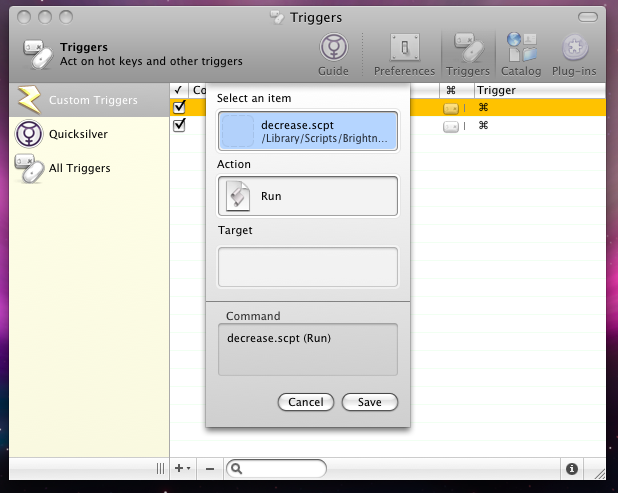 Triggers
Triggers
Act on hot keys and other triggers
Guide
Preferences
Triggers
Catalog
Plug-ins
Custom Triggers
Quicksilver
All Triggers
✓ Co ⌘ Trigger
⌘
⌘
Select an item
decrease.scpt
/Library/Scripts/Brightn...
Action
Run
Target
Command
decrease.scpt (Run)
Cancel
Save